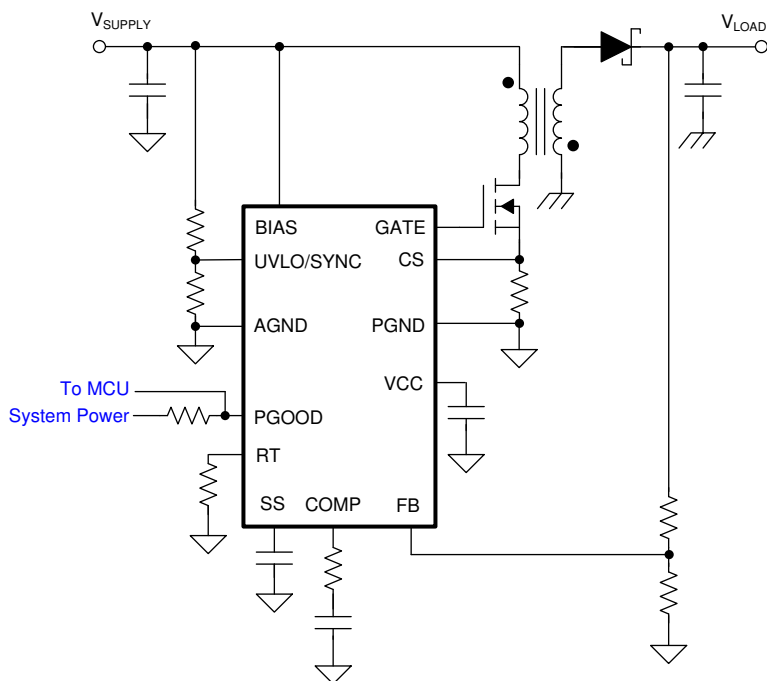 VSUPPLY
VLOAD
BIAS
GATE
UVLO/SYNC
CS
AGND
PGND
To MCU
VCC
System Power
PGOOD
RT
SS
COMP
FB